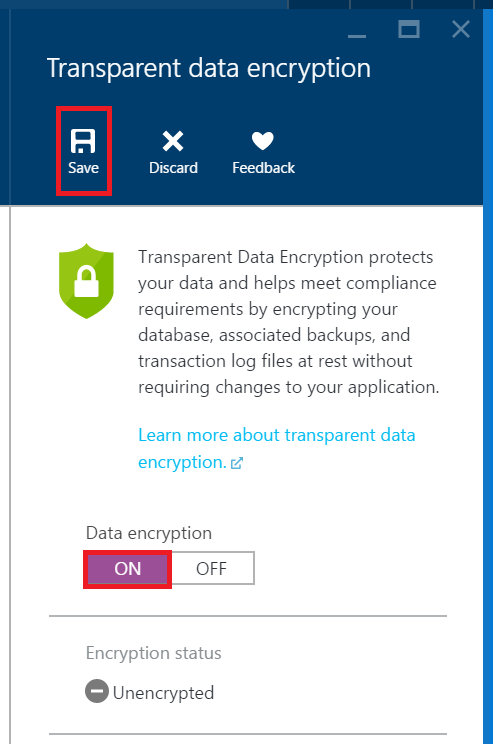 Transparent data encryption
Save
Discard
Feedback
Transparent Data Encryption protects
your data and helps meet compliance
requirements by encrypting your
database, associated backups, and
transaction log files at rest without
requiring changes to your application.
Learn more about transparent data
encryption.
Data encryption
ON
OFF
Encryption status
Unencrypted